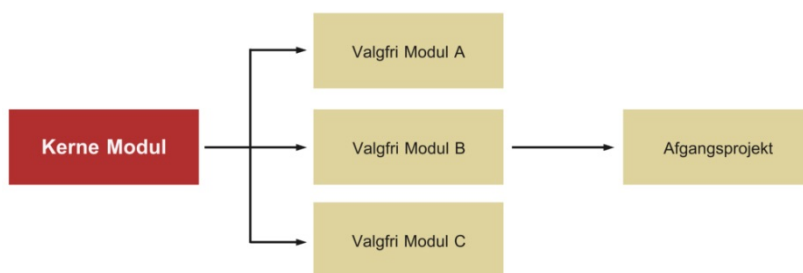 Valgfri Modul A
Kerne Modul
Valgfri Modul B
Afgangsprojekt
Valgfri Modul C